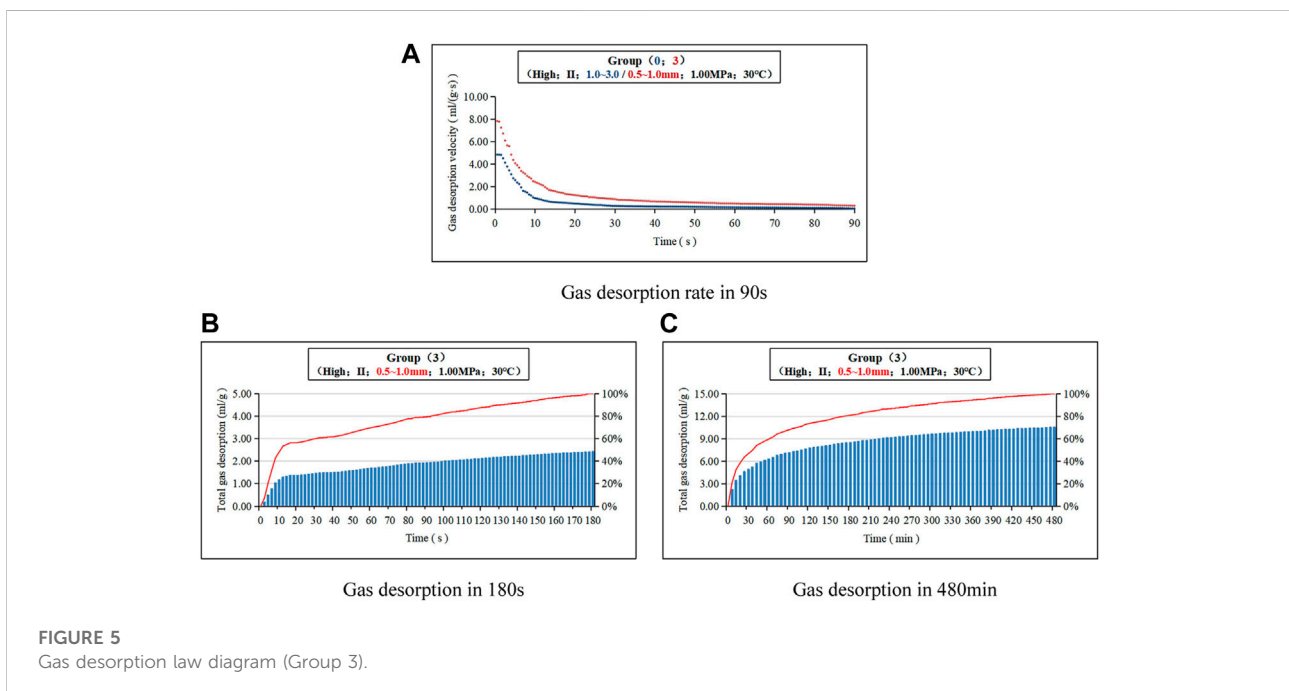 A
Group（0；3）
（High；II；1.0~3.0 / 0.5~1.0mm；1.00MPa；30℃）
Gas desorption velocity（ml/(g·s)）
10.00
8.00
6.00
4.00
2.00
0.00
0 10 20 30 40 50 60 70 80 90
Time（s）
Gas desorption rate in 90s
B
Group（3）
（High；II；0.5~1.0mm；1.00MPa；30℃）
Total gas desorption（ml/g）
5.00 100%
4.00 80%
3.00 60%
2.00 40%
1.00 20%
0.00 0%
0 10 20 30 40 50 60 70 80 90 100 110 120 130 140 150 160 170 180
Time（s）
Gas desorption in 180s
C
Group（3）
（High；II；0.5~1.0mm；1.00MPa；30℃）
Total gas desorption（ml/g）
15.00 100%
12.00 80%
9.00 60%
6.00 40%
3.00 20%
0.00 0%
0 30 60 90 120 150 180 210 240 270 300 330 360 390 420 450 480
Time（min）
Gas desorption in 480min
FIGURE 5
Gas desorption law diagram (Group 3).